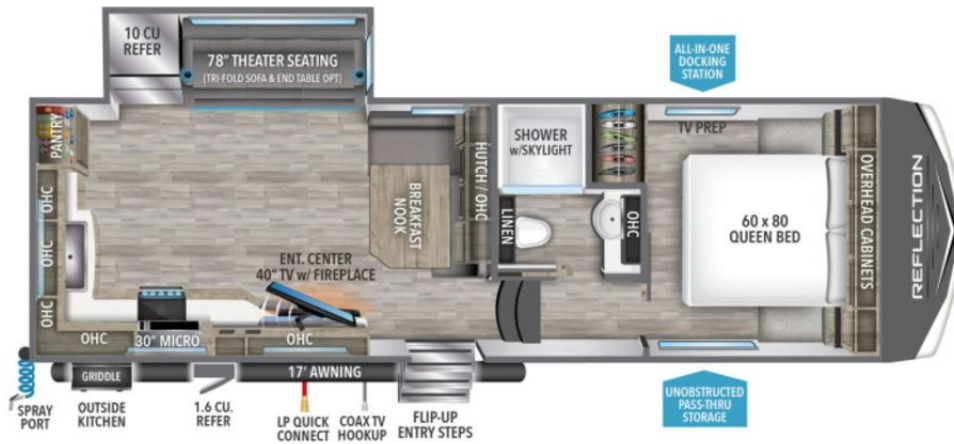 10 CU
REFER
78" THEATER SEATING
(TRI-FOLD SOFA & END TABLE OPT)
ALL-IN-ONE
DOCKING
STATION
PANTRY
SHOWER
w/SKYLIGHT
TV PREP
HUTCH / OHC
BREAKFAST
NOOK
OHC
OHC
OHC
LINEN
OHC
60 x 80
QUEEN BED
OVERHEAD CABINETS
REFLECTION
ENT. CENTER
40" TV w/ FIREPLACE
OHC
30" MICRO
OHC
SPRAY
PORT
GRIDDLE
OUTSIDE
KITCHEN
1.6 CU.
REFER
17' AWNING
LP QUICK
CONNECT
COAX TV
HOOKUP
FLIP-UP
ENTRY STEPS
UNOBSTRUCTED
PASS-THRU
STORAGE